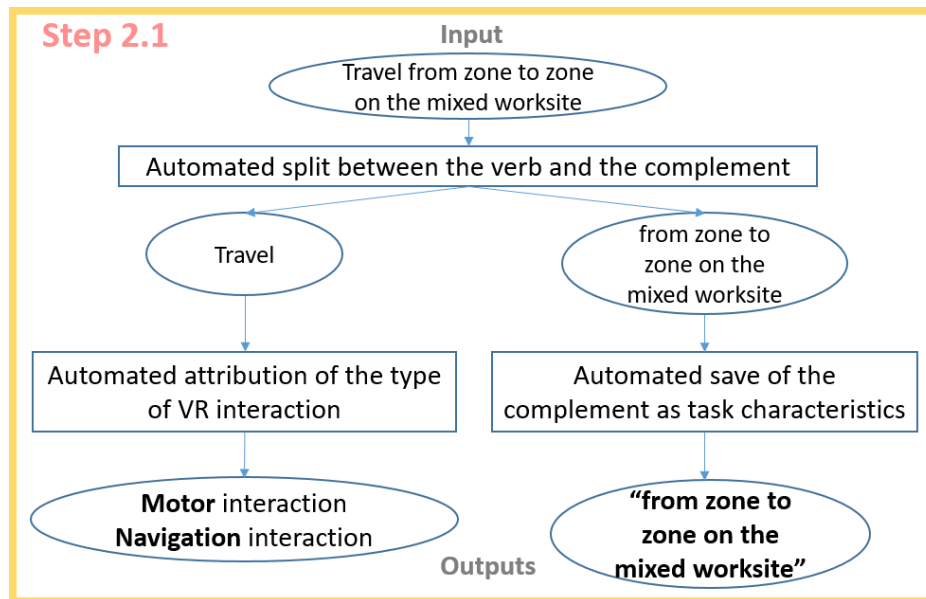 Step 2.1
Input
Travel from zone to zone
on the mixed worksite
Automated split between the verb and the complement
Travel
from zone to
zone on the
mixed worksite
Automated attribution of the type
of VR interaction
Automated save of the
complement as task characteristics
Motor interaction
Navigation interaction
“from zone to
zone on the
mixed worksite”
Outputs